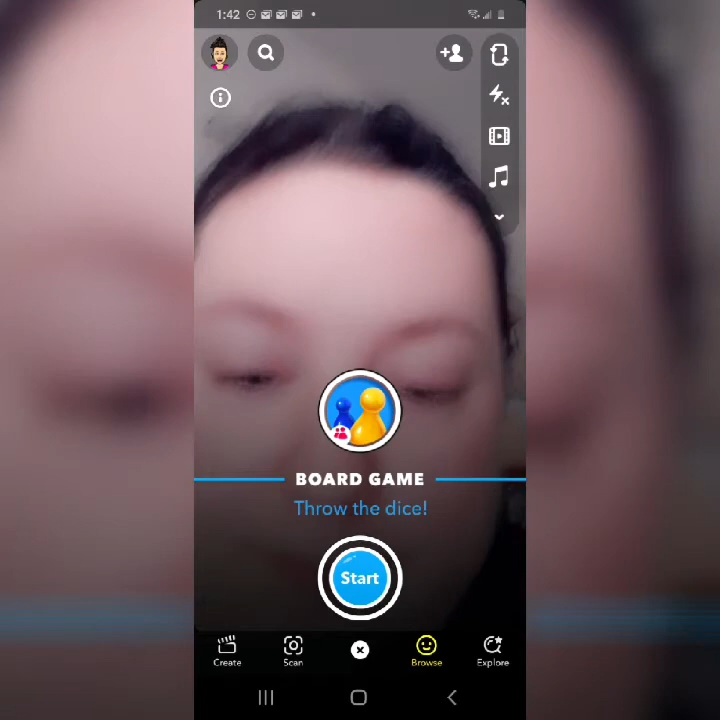 1:42
BOARD GAME
Throw the dice!
Start
Create
Scan
Browse
Explore